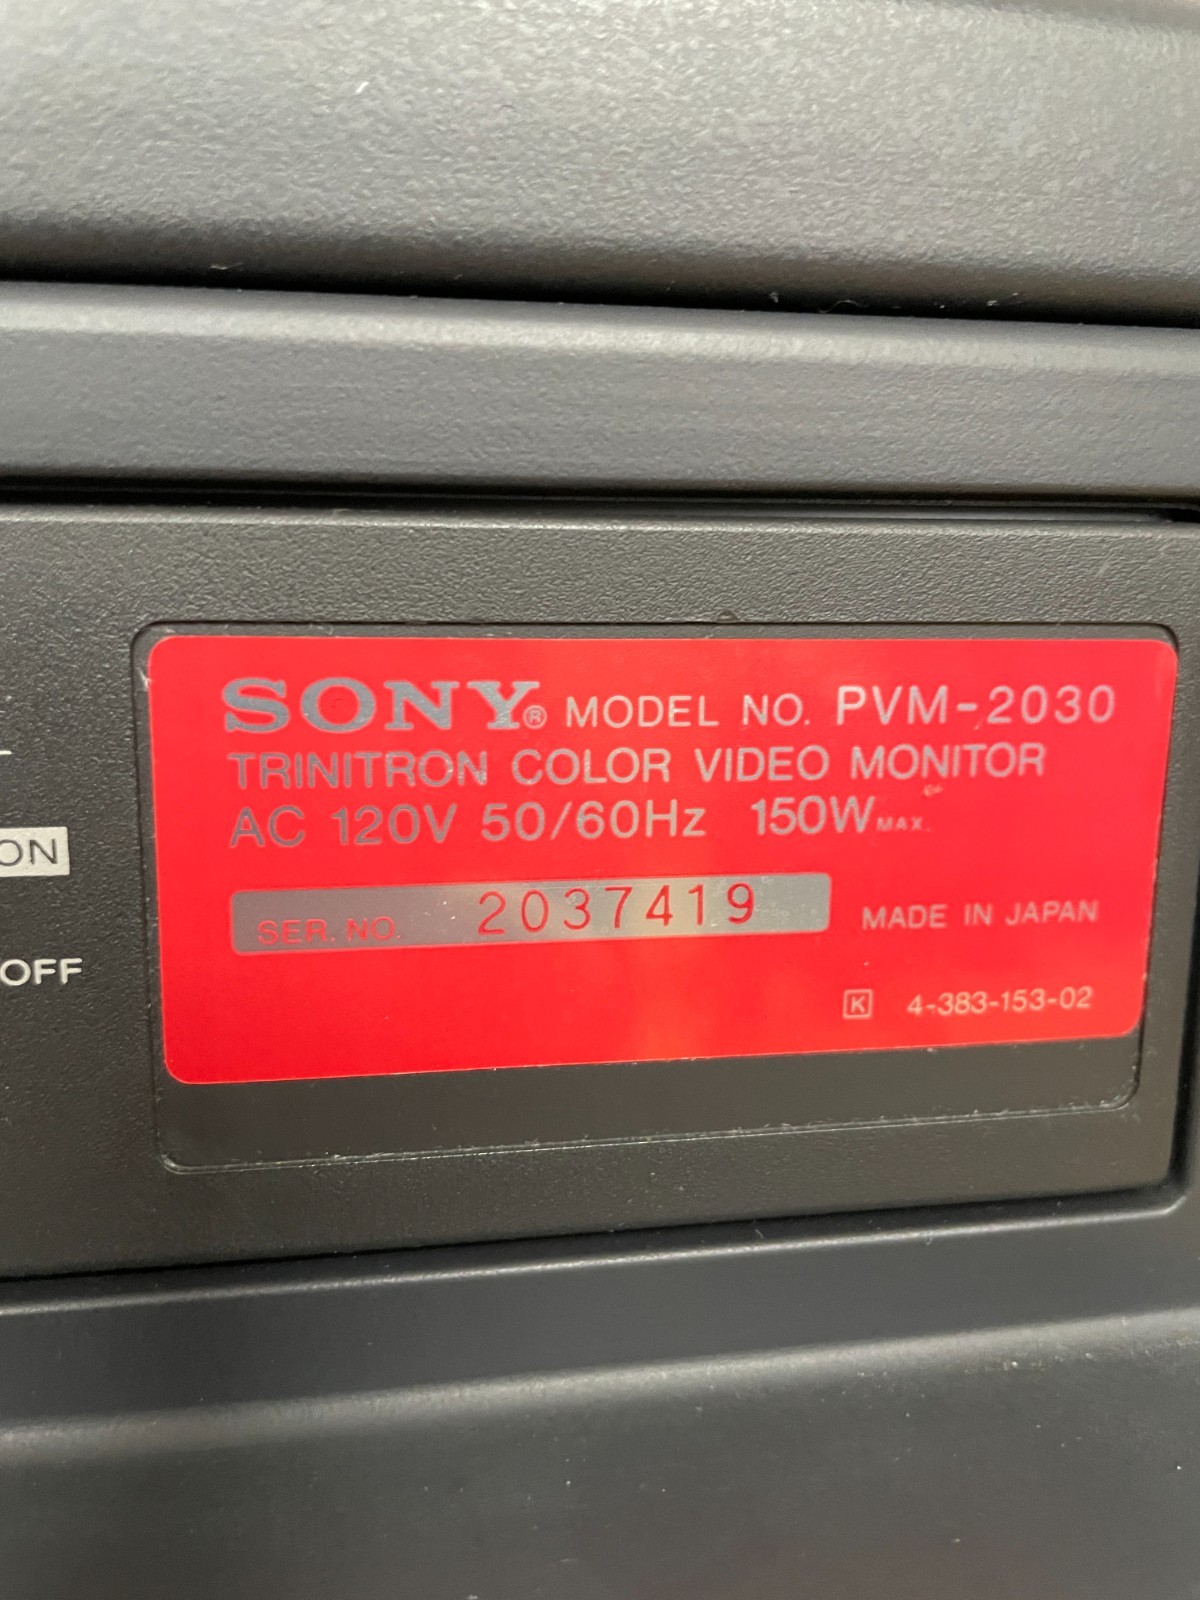 SONY® MODEL NO. PVM-2030
TRINITRON COLOR VIDEO MONITOR
AC 120V 50/60Hz 150W MAX.
SER. NO. 2037419 MADE IN JAPAN
K 4-383-153-02
ON
OFF